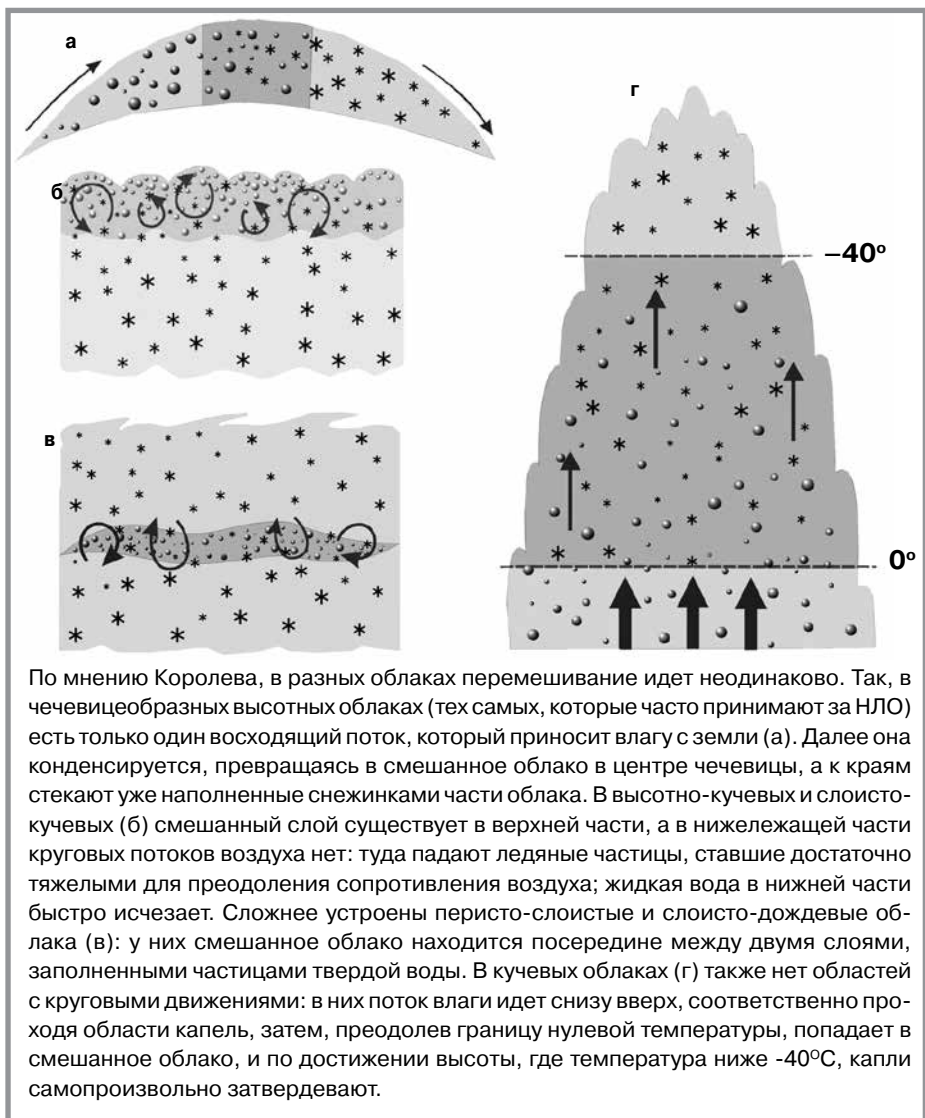 а
г
б
–40º
в
0º
По мнению Королева, в разных облаках перемешивание идет неодинаково. Так, в
чечевицеобразных высотных облаках (тех самых, которые часто принимают за НЛО)
есть только один восходящий поток, который приносит влагу с земли (а). Далее она
конденсируется, превращаясь в смешанное облако в центре чечевицы, а к краям
стекают уже наполненные снежинками части облака. В высотно-кучевых и слоисто-
кучевых (б) смешанный слой существует в верхней части, а в нижележащей части
круговых потоков воздуха нет: туда падают ледяные частицы, ставшие достаточно
тяжелыми для преодоления сопротивления воздуха; жидкая вода в нижней части
быстро исчезает. Сложнее устроены перисто-слоистые и слоисто-дождевые об-
лака (в): у них смешанное облако находится посередине между двумя слоями,
заполненными частицами твердой воды. В кучевых облаках (г) также нет областей
с круговыми движениями: в них поток влаги идет снизу вверх, соответственно про-
ходя области капель, затем, преодолев границу нулевой температуры, попадает в
смешанное облако, и по достижении высоты, где температура ниже -40ºС, капли
самопроизвольно затвердевают.